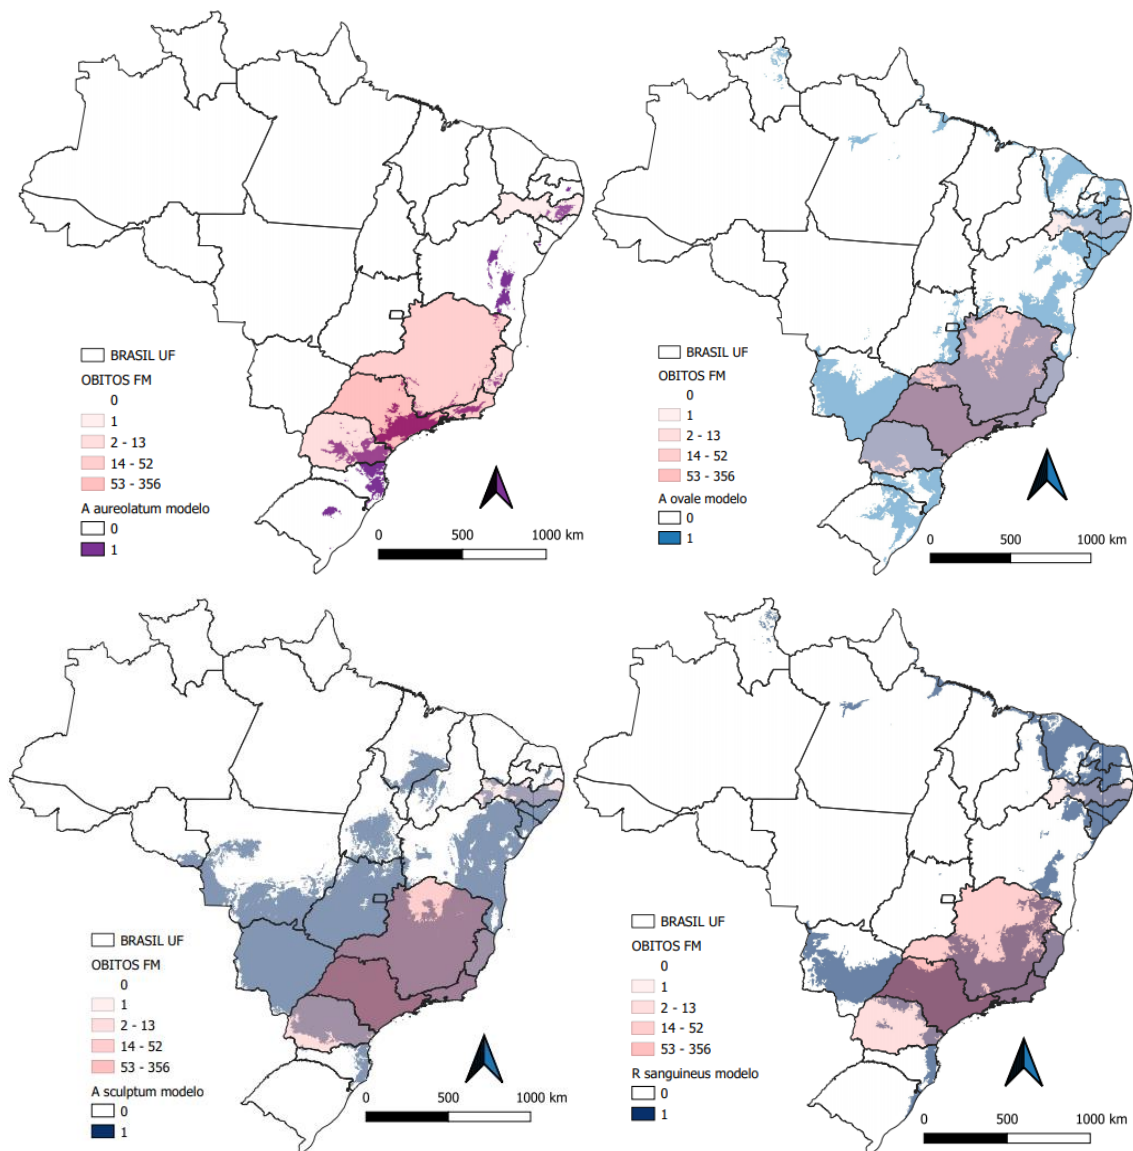 BRASIL UF
OBITOS FM
0
1
2 - 13
14 - 52
53 - 356
A aureolatum modelo
0
1
0 500 1000 km
BRASIL UF
OBITOS FM
0
1
2 - 13
14 - 52
53 - 356
A ovale modelo
0
1
0 500 1000 km
BRASIL UF
OBITOS FM
0
1
2 - 13
14 - 52
53 - 356
A sculptum modelo
0
1
0 500 1000 km
BRASIL UF
OBITOS FM
0
1
2 - 13
14 - 52
53 - 356
R sanguineus modelo
0
1
0 500 1000 km